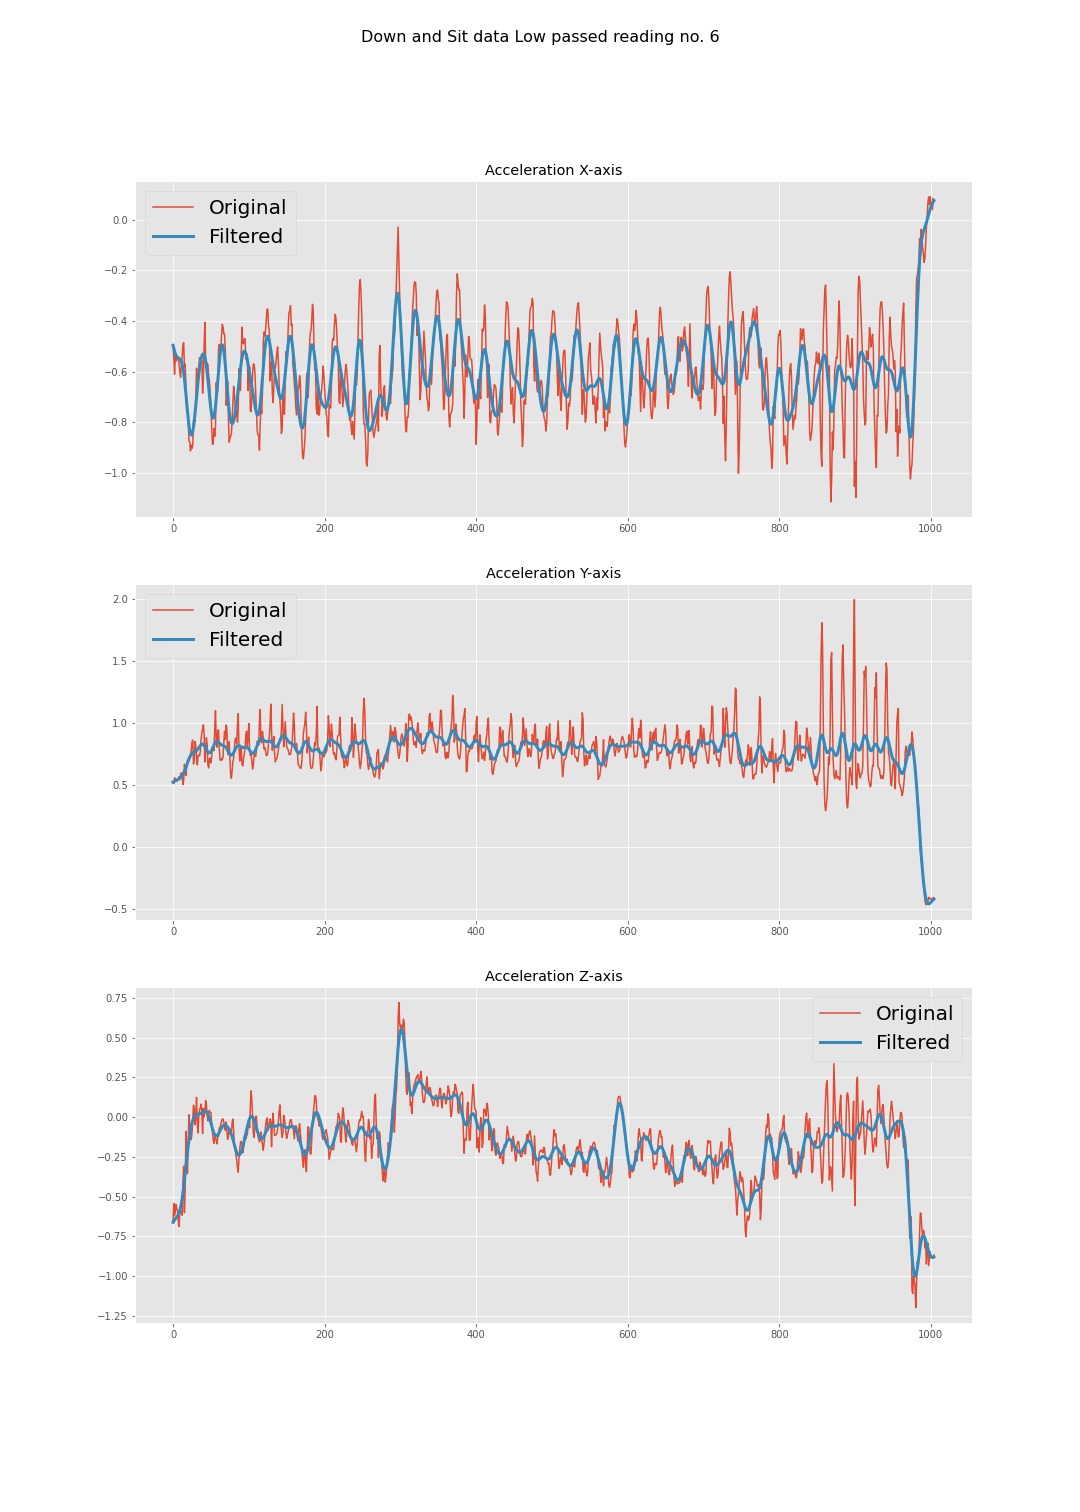 Down and Sit data Low passed reading no. 6
Acceleration X-axis
Original
Filtered
0.0
−0.2
−0.4
−0.6
−0.8
−1.0
0 200 400 600 800 1000
Acceleration Y-axis
Original
Filtered
2.0
1.5
1.0
0.5
0.0
−0.5
0 200 400 600 800 1000
Acceleration Z-axis
Original
Filtered
0.75
0.50
0.25
0.00
−0.25
−0.50
−0.75
−1.00
−1.25
0 200 400 600 800 1000